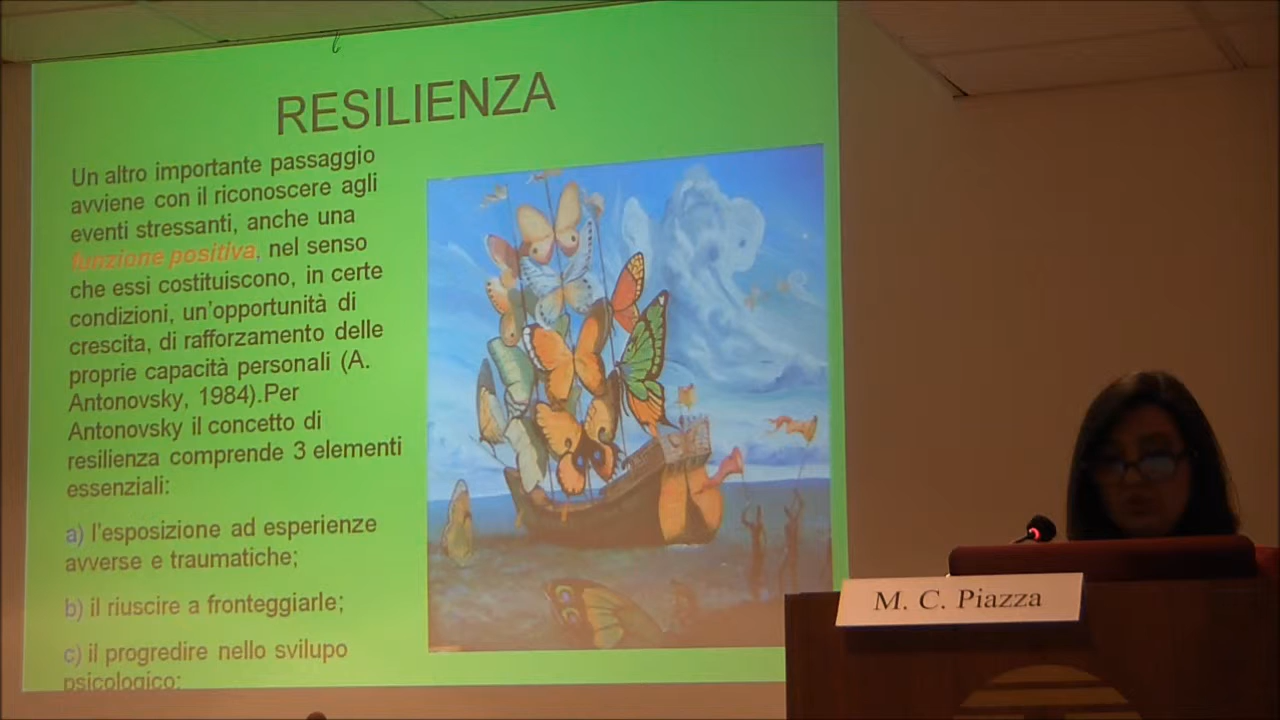 RESILIENZA
Un altro importante passaggio
avviene con il riconoscere agli
eventi stressanti, anche una
funzione positiva, nel senso
che essi costituiscono, in certe
condizioni, un'opportunità di
crescita, di rafforzamento delle
proprie capacità personali (A.
Antonovsky, 1984).Per
Antonovsky il concetto di
resilienza comprende 3 elementi
essenziali:
a) l'esposizione ad esperienze
avverse e traumatiche;
b) il riuscire a fronteggiarle;
c) il progredire nello sviluppo
psicologico;
M. C. Piazza